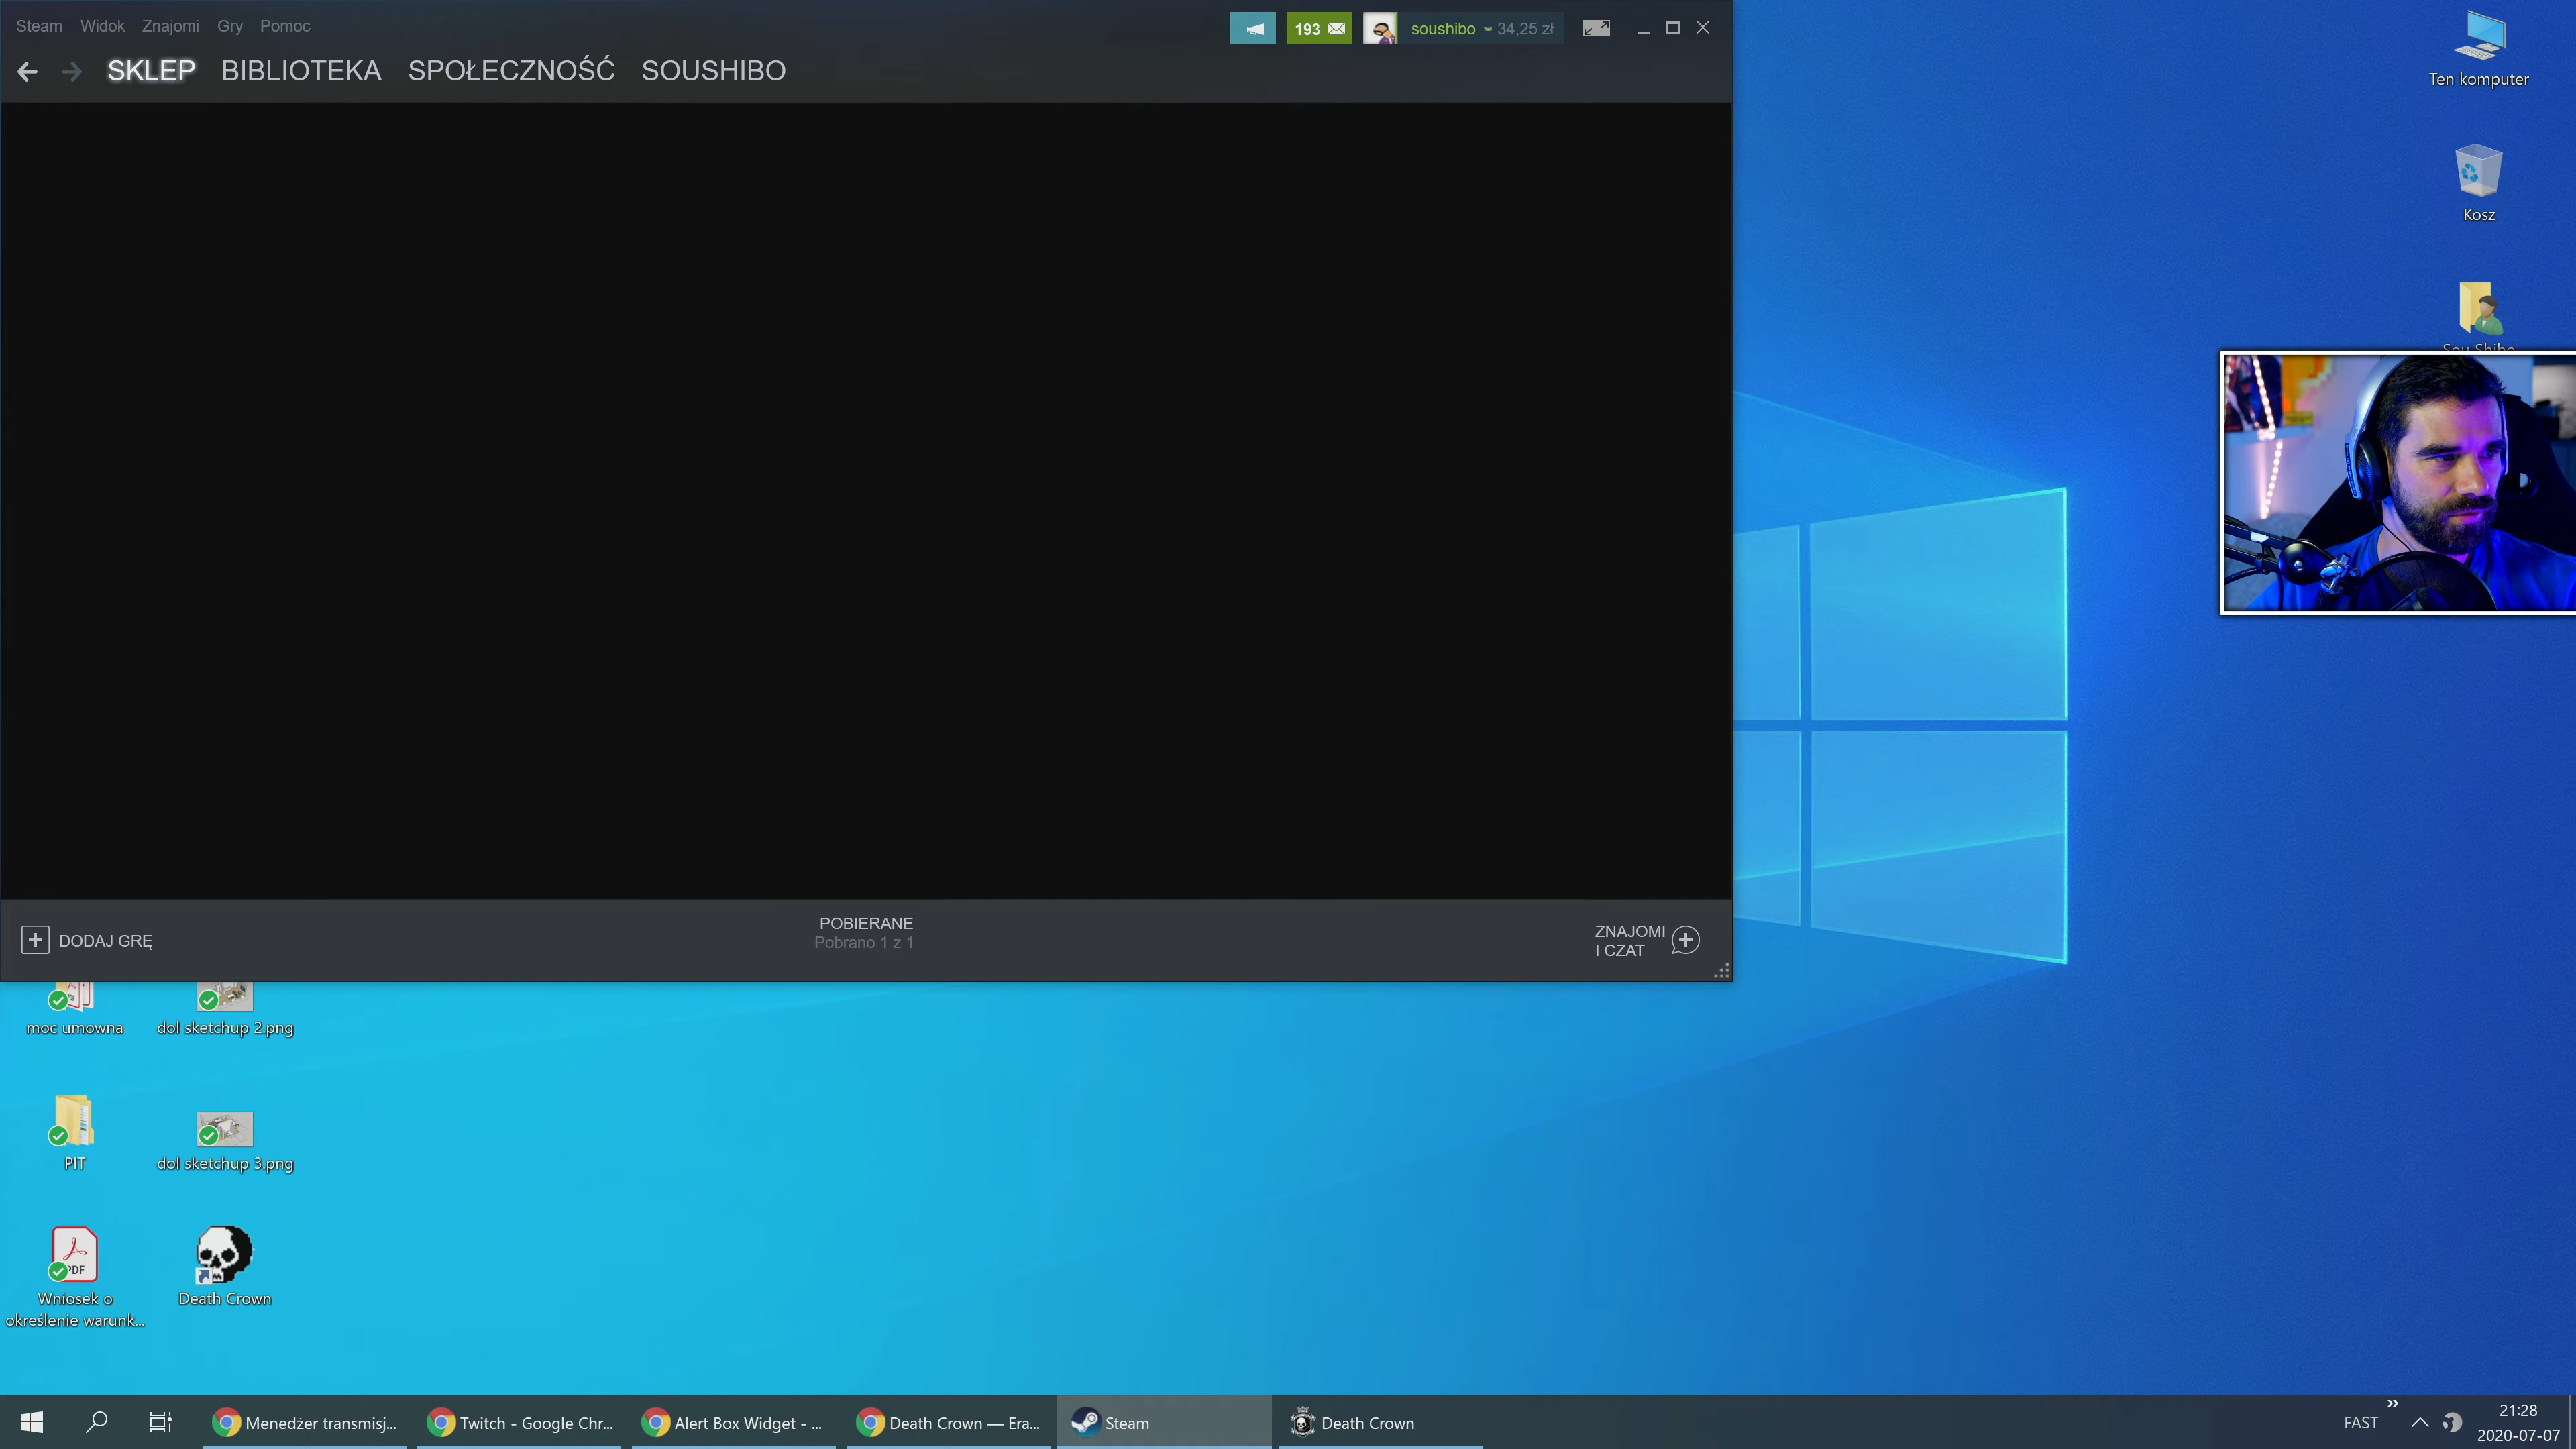 Steam Widok Znajomi Gry Pomoc
193 soushibo 34,25 zł
SKLEP BIBLIOTEKA SPOŁECZNOŚĆ SOUSHIBO
Ten komputer
Kosz
Sou Shibo
DODAJ GRĘ
POBIERANE
Pobrano 1 z 1
ZNAJOMI
I CZAT
moc umowna
dol sketchup 2.png
PIT
dol sketchup 3.png
PDF
Wniosek o
określenie warunk...
Death Crown
Menedżer transmisj...
Twitch - Google Chr...
Alert Box Widget - ...
Death Crown — Era...
Steam
Death Crown
FAST
21:28
2020-07-07